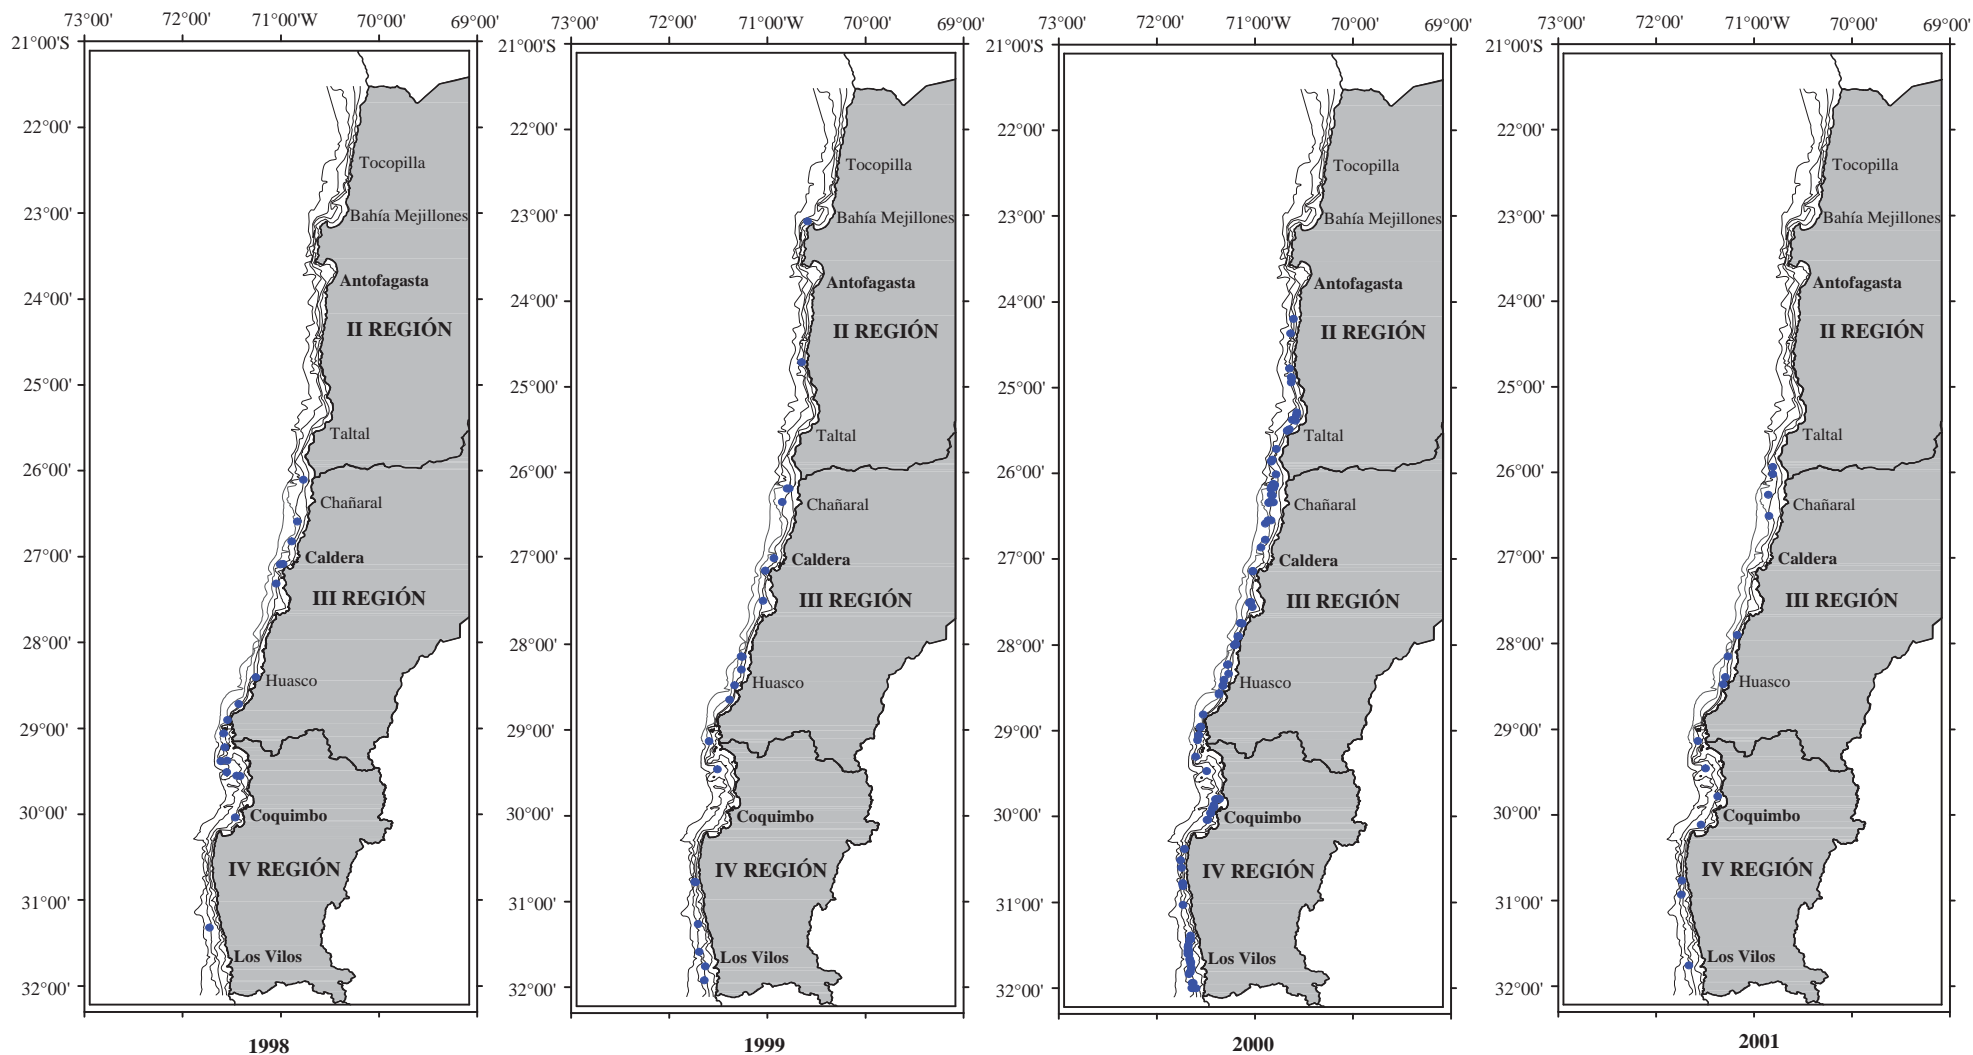 73°00' 72°00' 71°00' 70°00' 69°00'
21°00'S
22°00'
23°00'
24°00'
25°00'
26°00'
27°00'
28°00'
29°00'
30°00'
31°00'
32°00'
Tocopilla
Bahía Mejillones
Antofagasta
II REGIÓN
Taltal
Chañaral
Caldera
III REGIÓN
Huasco
Coquimbo
IV REGIÓN
Los Vilos
1998
73°00' 72°00' 71°00' 70°00' 69°00'
21°00'S
22°00'
23°00'
24°00'
25°00'
26°00'
27°00'
28°00'
29°00'
30°00'
31°00'
32°00'
Tocopilla
Bahía Mejillones
Antofagasta
II REGIÓN
Taltal
Chañaral
Caldera
III REGIÓN
Huasco
Coquimbo
IV REGIÓN
Los Vilos
1999
73°00' 72°00' 71°00' 70°00' 69°00'
21°00'S
22°00'
23°00'
24°00'
25°00'
26°00'
27°00'
28°00'
29°00'
30°00'
31°00'
32°00'
Tocopilla
Bahía Mejillones
Antofagasta
II REGIÓN
Taltal
Chañaral
Caldera
III REGIÓN
Huasco
Coquimbo
IV REGIÓN
Los Vilos
2000
73°00' 72°00' 71°00'W 70°00' 69°00'
21°00'S
22°00'
23°00'
24°00'
25°00'
26°00'
27°00'
28°00'
29°00'
30°00'
31°00'
32°00'
Tocopilla
Bahía Mejillones
Antofagasta
II REGIÓN
Taltal
Chañaral
Caldera
III REGIÓN
Huasco
Coquimbo
IV REGIÓN
Los Vilos
2001